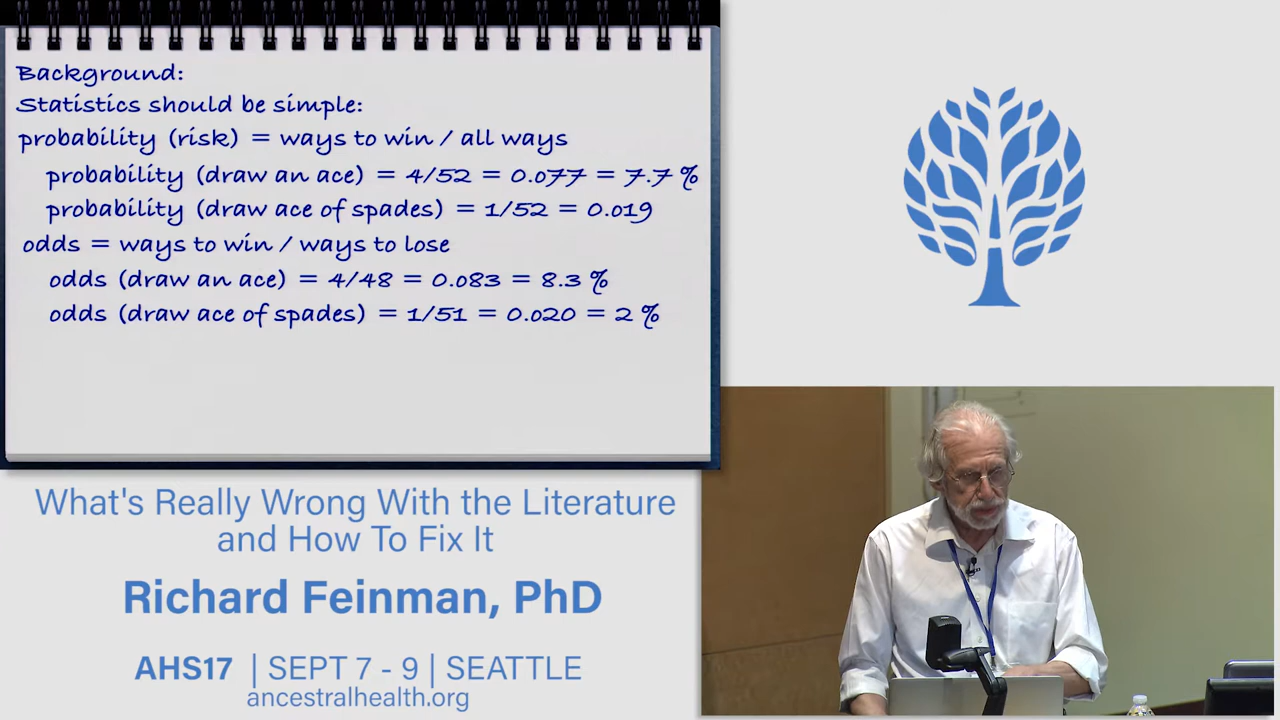 Background:
Statistics should be simple:
probability (risk) = ways to win / all ways
probability (draw an ace) = 4/52 = 0.077 = 7.7 %
probability (draw ace of spades) = 1/52 = 0.019
odds = ways to win / ways to lose
odds (draw an ace) = 4/48 = 0.083 = 8.3 %
odds (draw ace of spades) = 1/51 = 0.020 = 2 %
What's Really Wrong With the Literature
and How To Fix It
Richard Feinman, PhD
AHS17 | SEPT 7 - 9 | SEATTLE
ancestralhealth.org